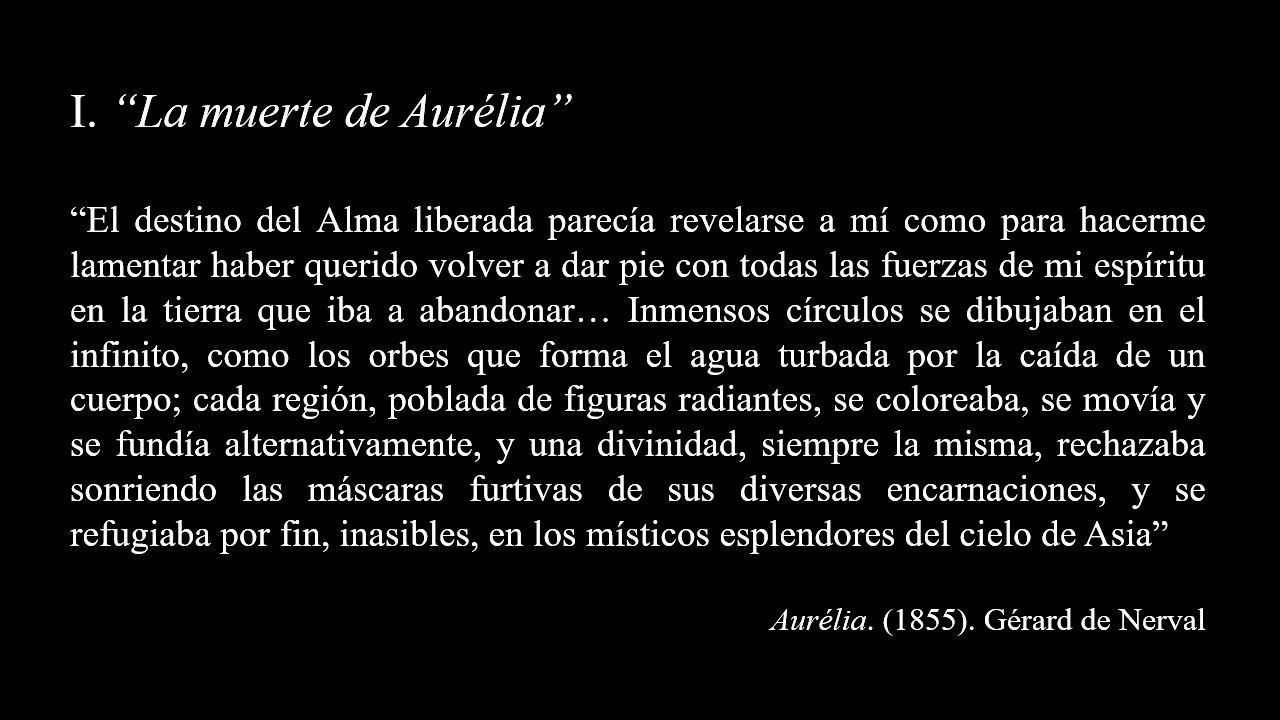 I. “La muerte de Aurélia”
“El destino del Alma liberada parecía revelarse a mí como para hacerme
lamentar haber querido volver a dar pie con todas las fuerzas de mi espíritu
en la tierra que iba a abandonar… Inmensos círculos se dibujaban en el
infinito, como los orbes que forma el agua turbada por la caída de un
cuerpo; cada región, poblada de figuras radiantes, se coloreaba, se movía y
se fundía alternativamente, y una divinidad, siempre la misma, rechazaba
sonriendo las máscaras furtivas de sus diversas encarnaciones, y se
refugiaba por fin, inasibles, en los místicos esplendores del cielo de Asia”
Aurélia. (1855). Gérard de Nerval